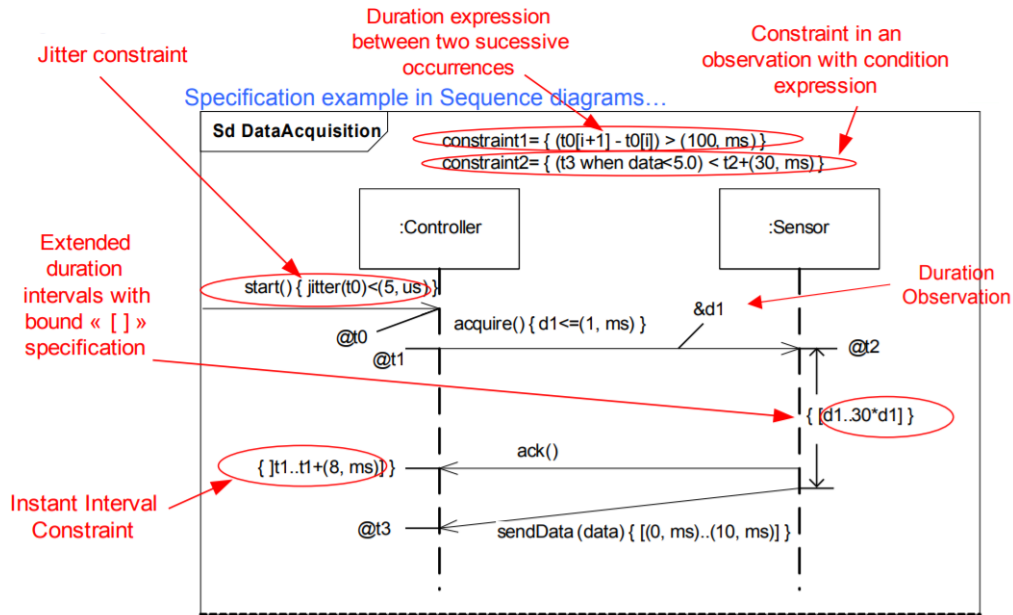 Duration expression
between two sucessive
occurrences
Constraint in an
observation with condition
expression
Jitter constraint
Specification example in Sequence diagrams…
Sd DataAcquisition
constraint1= { (t0[i+1] - t0[i]) > (100, ms) }
constraint2= { (t3 when data<5.0) < t2+(30, ms) }
:Controller
:Sensor
Extended
duration
intervals with
bound « [ ] »
specification
start() { jitter(t0)<(5, us) }
Duration
Observation
&d1
acquire() { d1<=(1, ms) }
@t0
@t1
@t2
{ [d1..30*d1] }
ack()
{ ]t1..t1+(8, ms)] }
Instant Interval
Constraint
@t3
sendData (data) { [(0, ms)..(10, ms)] }